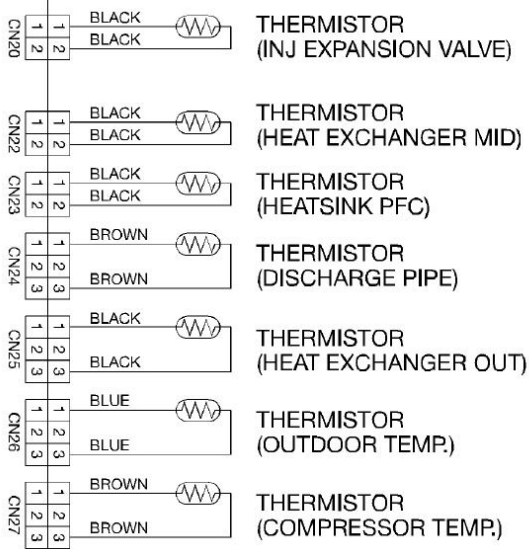 CN20
1 1 BLACK
2 2 BLACK
THERMISTOR
(INJ EXPANSION VALVE)
CN22
1 1 BLACK
2 2 BLACK
THERMISTOR
(HEAT EXCHANGER MID)
CN23
1 1 BLACK
2 2 BLACK
THERMISTOR
(HEATSINK PFC)
CN24
1 1 BROWN
2 2
3 3 BROWN
THERMISTOR
(DISCHARGE PIPE)
CN25
1 1 BLACK
2 2
3 3 BLACK
THERMISTOR
(HEAT EXCHANGER OUT)
CN26
1 1 BLUE
2 2
3 3 BLUE
THERMISTOR
(OUTDOOR TEMP.)
CN27
1 1 BROWN
2 2
3 3 BROWN
THERMISTOR
(COMPRESSOR TEMP.)